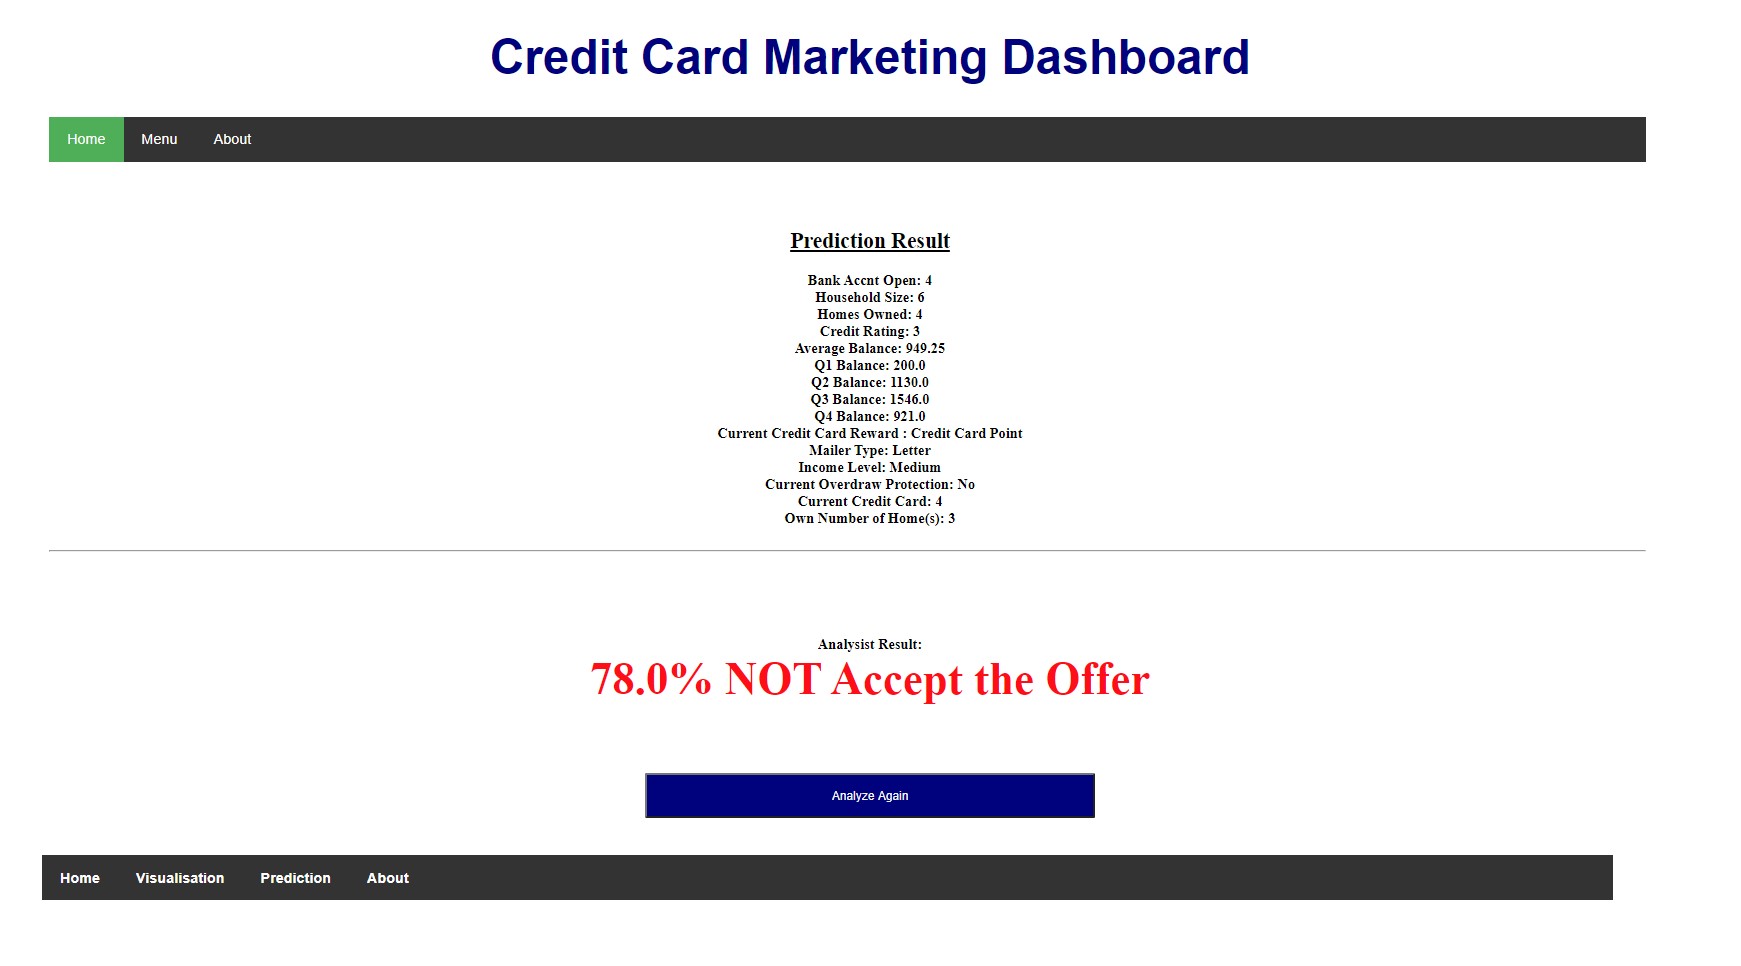 Credit Card Marketing Dashboard
Home Menu About
Prediction Result
Bank Accnt Open: 4
Household Size: 6
Homes Owned: 4
Credit Rating: 3
Average Balance: 949.25
Q1 Balance: 200.0
Q2 Balance: 1130.0
Q3 Balance: 1546.0
Q4 Balance: 921.0
Current Credit Card Reward : Credit Card Point
Mailer Type: Letter
Income Level: Medium
Current Overdraw Protection: No
Current Credit Card: 4
Own Number of Home(s): 3
Analysist Result:
78.0% NOT Accept the Offer
Analyze Again
Home Visualisation Prediction About